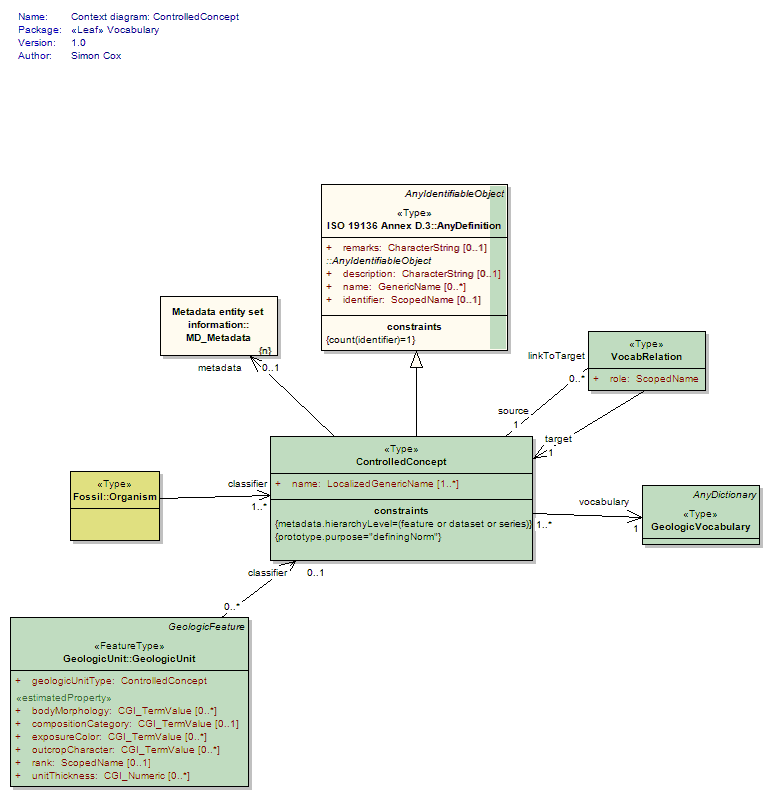 Name: Context diagram: ControlledConcept
Package: «Leaf» Vocabulary
Version: 1.0
Author: Simon Cox
AnyIdentifiableObject
«Type»
ISO 19136 Annex D.3::AnyDefinition
+ remarks: CharacterString [0..1]
::AnyIdentifiableObject
+ description: CharacterString [0..1]
+ name: GenericName [0..*]
+ identifier: ScopedName [0..1]
constraints
{count(identifier)=1}
Metadata entity set
information::
MD_Metadata
{n}
metadata 0..1
«Type»
VocabRelation
+ role: ScopedName
linkToTarget
0..*
source
1
target
1
«Type»
ControlledConcept
+ name: LocalizedGenericName [1..*]
constraints
{metadata.hierarchyLevel=(feature or dataset or series)}
{prototype.purpose="definingNorm"}
«Type»
Fossil::Organism
classifier
1..*
vocabulary
1..* 1
AnyDictionary
«Type»
GeologicVocabulary
classifier 0..1
0..*
GeologicFeature
«FeatureType»
GeologicUnit::GeologicUnit
+ geologicUnitType: ControlledConcept
«estimatedProperty»
+ bodyMorphology: CGI_TermValue [0..*]
+ compositionCategory: CGI_TermValue [0..1]
+ exposureColor: CGI_TermValue [0..*]
+ outcropCharacter: CGI_TermValue [0..*]
+ rank: ScopedName [0..1]
+ unitThickness: CGI_Numeric [0..*]